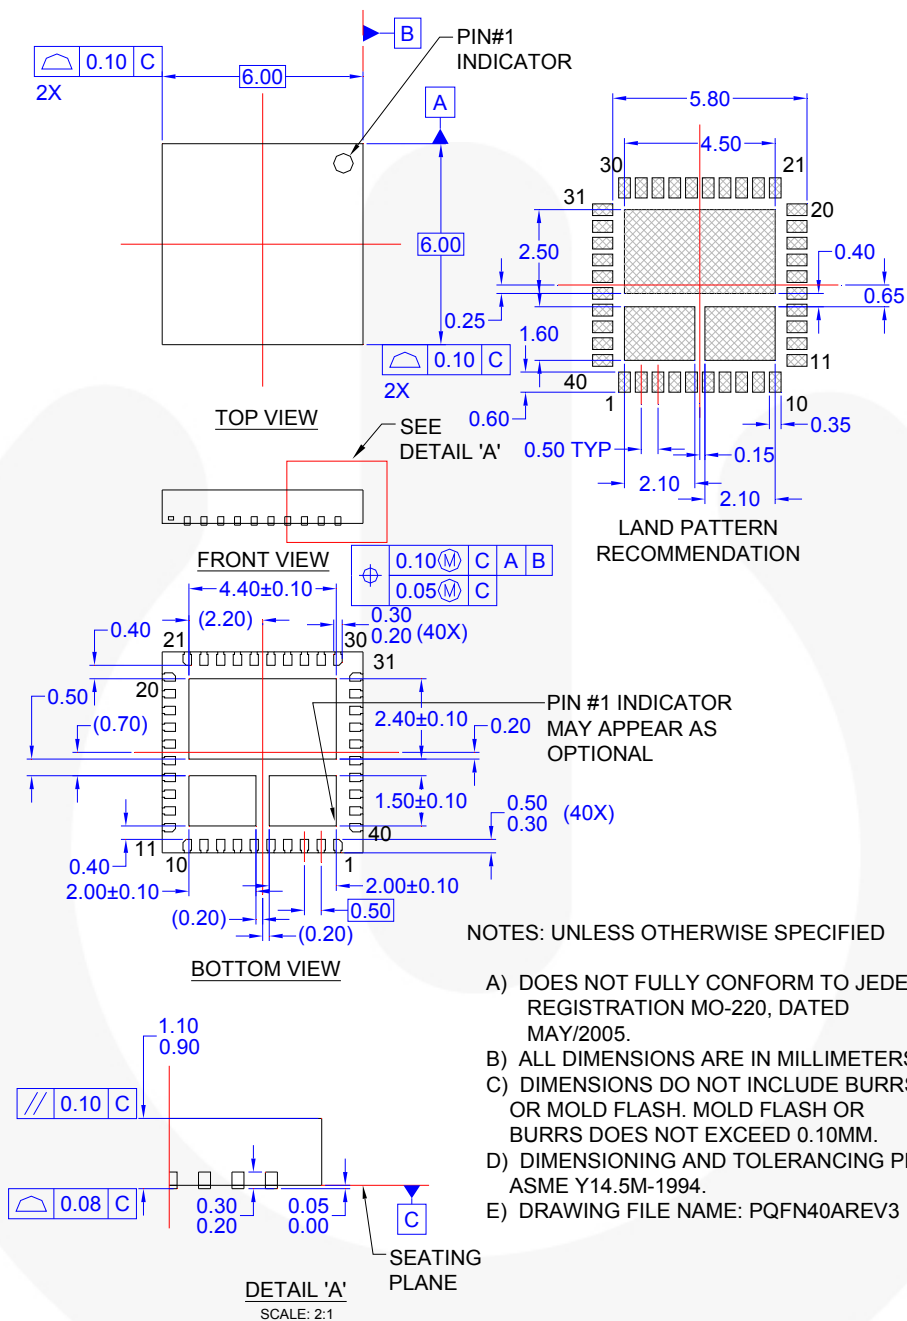 B
PIN#1
INDICATOR
0.10 C
2X
6.00
A
6.00
0.10 C
2X
TOP VIEW
5.80
4.50
30
21
31
20
2.50
0.40
0.65
0.25
1.60
40
11
1
10
0.60
0.35
0.50 TYP
0.15
2.10
2.10
LAND PATTERN
RECOMMENDATION
SEE
DETAIL 'A'
FRONT VIEW
0.10Ⓜ C A B
0.05Ⓜ C
4.40±0.10
(2.20)
0.30
0.20 (40X)
0.40
21
30
31
20
0.50
(0.70)
2.40±0.10
0.20
PIN #1 INDICATOR
MAY APPEAR AS
OPTIONAL
1.50±0.10
0.50
0.30 (40X)
40
11
10
1
0.40
2.00±0.10
2.00±0.10
(0.20)
0.50
(0.20)
BOTTOM VIEW
NOTES: UNLESS OTHERWISE SPECIFIED
A) DOES NOT FULLY CONFORM TO JEDE
REGISTRATION MO-220, DATED
MAY/2005.
B) ALL DIMENSIONS ARE IN MILLIMETERS
C) DIMENSIONS DO NOT INCLUDE BURRS
OR MOLD FLASH. MOLD FLASH OR
BURRS DOES NOT EXCEED 0.10MM.
D) DIMENSIONING AND TOLERANCING P
ASME Y14.5M-1994.
E) DRAWING FILE NAME: PQFN40AREV3
1.10
0.90
// 0.10 C
0.08 C
0.30
0.20
0.05
0.00
C
SEATING
PLANE
DETAIL 'A'
SCALE: 2:1